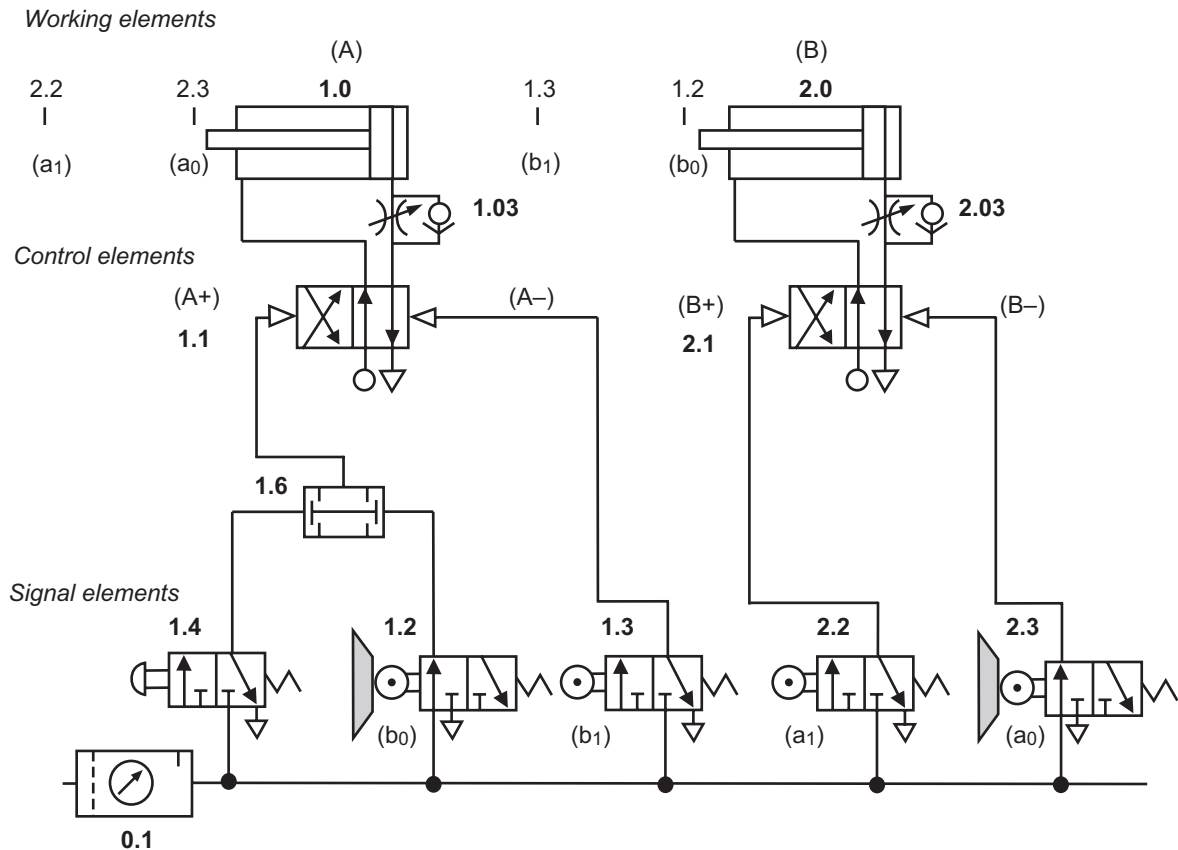 Working elements
(A) (B)
2.2 2.3 1.0 1.3 1.2 2.0
(a1) (a0) (b1) (b0)
1.03 2.03
Control elements
(A+) (A–) (B+) (B–)
1.1 2.1
1.6
Signal elements
1.4 1.2 1.3 2.2 2.3
(b0) (b1) (a1) (a0)
0.1